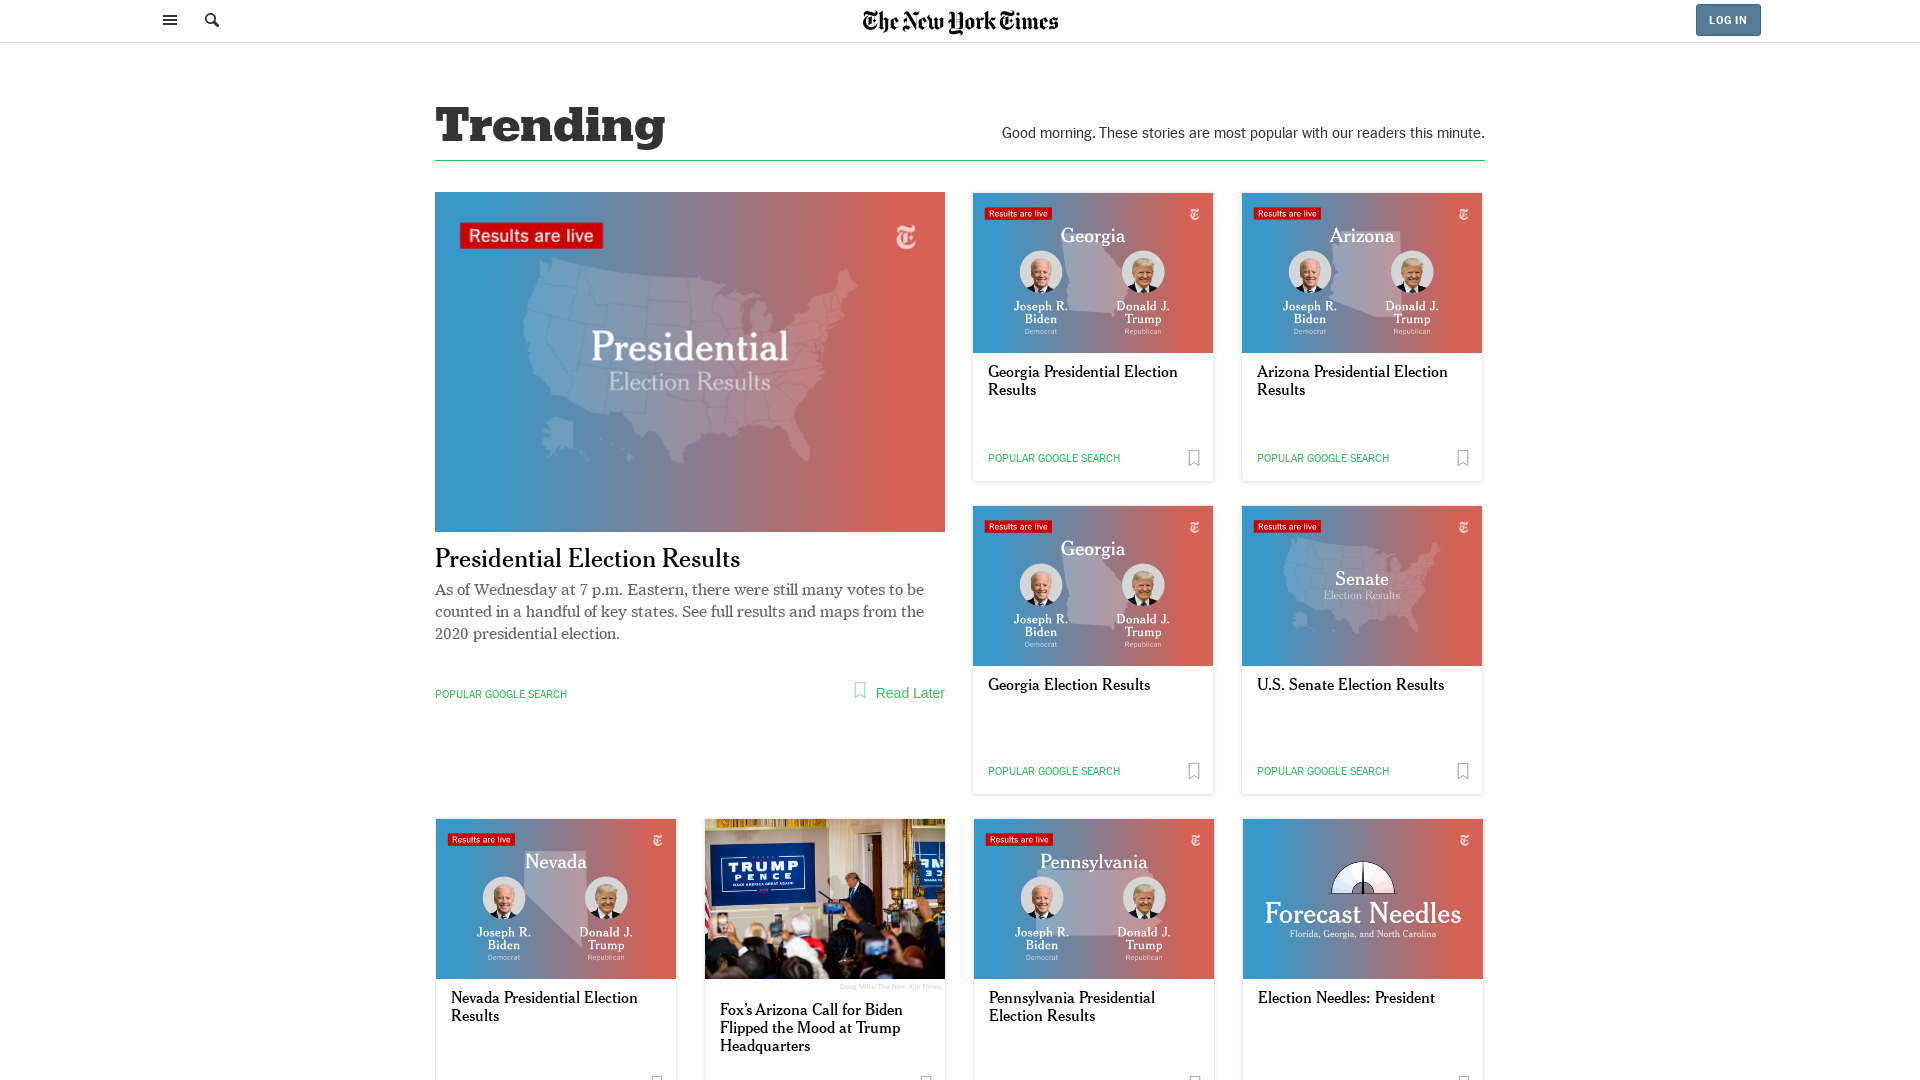 The New York Times
LOG IN
Trending
Good morning. These stories are most popular with our readers this minute.
Results are live
Presidential
Election Results
Presidential Election Results
As of Wednesday at 7 p.m. Eastern, there were still many votes to be
counted in a handful of key states. See full results and maps from the
2020 presidential election.
POPULAR GOOGLE SEARCH
Read Later
Results are live
Georgia
Joseph R.
Biden
Democrat
Donald J.
Trump
Republican
Georgia Presidential Election
Results
POPULAR GOOGLE SEARCH
Results are live
Arizona
Joseph R.
Biden
Democrat
Donald J.
Trump
Republican
Arizona Presidential Election
Results
POPULAR GOOGLE SEARCH
Results are live
Georgia
Joseph R.
Biden
Democrat
Donald J.
Trump
Republican
Georgia Election Results
POPULAR GOOGLE SEARCH
Results are live
Senate
Election Results
U.S. Senate Election Results
POPULAR GOOGLE SEARCH
Results are live
Nevada
Joseph R.
Biden
Democrat
Donald J.
Trump
Republican
Nevada Presidential Election
Results
TRUMP
PENCE
MAKE AMERICA GREAT AGAIN!
Doug Mills/The New York Times
Fox’s Arizona Call for Biden
Flipped the Mood at Trump
Headquarters
Results are live
Pennsylvania
Joseph R.
Biden
Democrat
Donald J.
Trump
Republican
Pennsylvania Presidential
Election Results
Forecast Needles
Florida, Georgia, and North Carolina
Election Needles: President